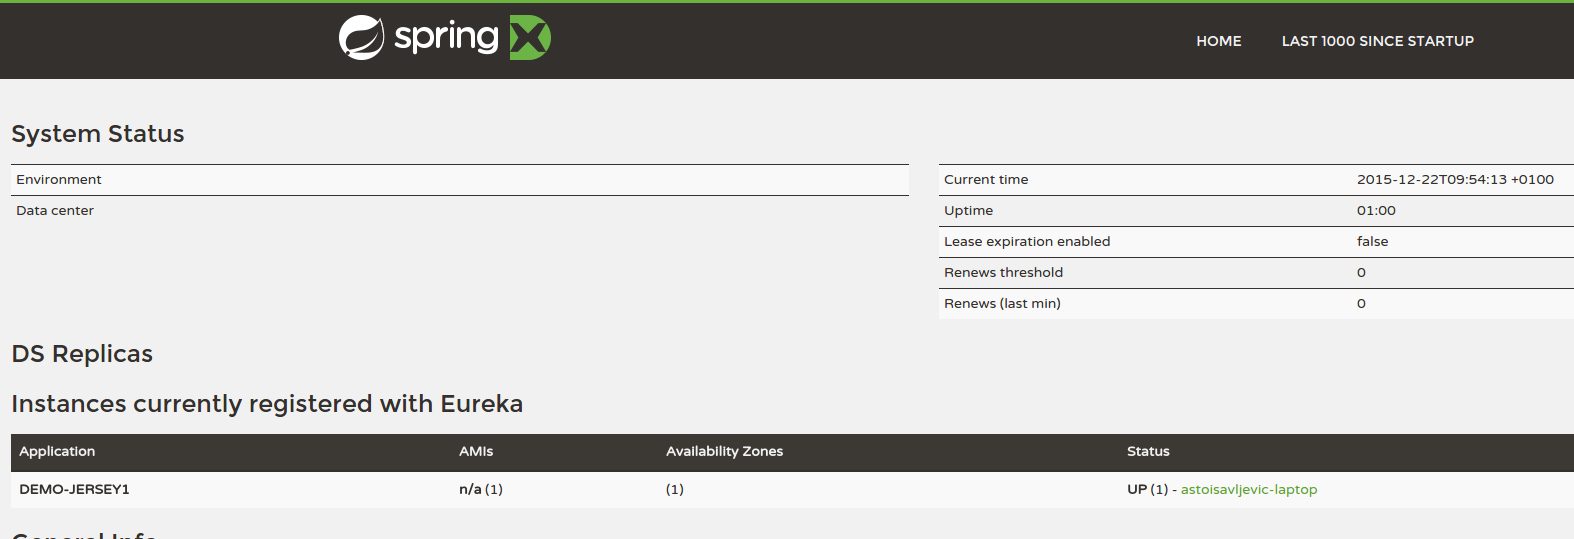 spring
HOME LAST 1000 SINCE STARTUP
System Status
Environment
Data center
Current time 2015-12-22T09:54:13 +0100
Uptime 01:00
Lease expiration enabled false
Renews threshold 0
Renews (last min) 0
DS Replicas
Instances currently registered with Eureka
Application AMIs Availability Zones Status
DEMO-JERSEY1 n/a (1) (1) UP (1) - astoisavljevic-laptop
General Info